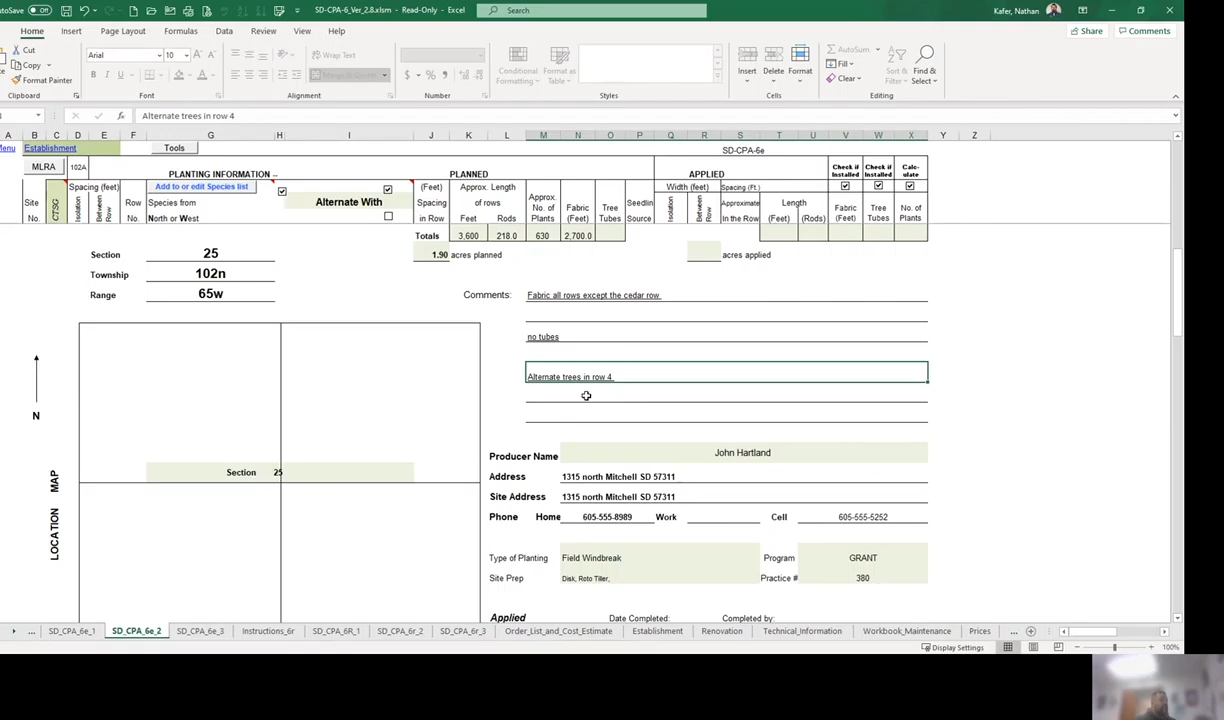 AutoSave Off SD-CPA-6_Ver_2.8.xlsm - Read-Only - Excel Search Kafer, Nathan
Home Insert Page Layout Formulas Data Review View Help Share Comments
Cut Arial 10 Wrap Text AutoSum
Copy Fill
Format Painter Merge & Center Conditional Formatting Format as Table Insert Delete Format Clear Sort & Filter Find & Select
Clipboard Font Alignment Number Styles Cells Editing
Alternate trees in row 4
A B C D E F G H I J K L M N O P Q R S T U V W X Y Z
Menu Establishment Tools SD-CPA-6e
MLRA 102A PLANTING INFORMATION -- PLANNED APPLIED Check if Installed Check if Installed Calc-ulate
Spacing (feet) Add to or edit Species list (Feet) Approx. Length Width (feet) Spacing (Ft.)
Site No. CTSG Isolation Between Row Row No. Species from North or West Alternate With Spacing in Row of rows Feet Rods Approx. No. of Plants Fabric (Feet) Tree Tubes Seedlin Source Isolation Between Row Approximate In the Row Length (Feet) (Rods) Fabric (Feet) Tree Tubes No. of Plants
Totals 3,600 218.0 630 2,700.0
Section 25 1.90 acres planned acres applied
Township 102n
Range 65w Comments: Fabric all rows except the cedar row
no tubes
Alternate trees in row 4
N
Section 25
LOCATION MAP
Producer Name John Hartland
Address 1315 north Mitchell SD 57311
Site Address 1315 north Mitchell SD 57311
Phone Home 605-555-8989 Work Cell 605-555-5252
Type of Planting Field Windbreak Program GRANT
Site Prep Disk, Roto Tiller, Practice # 380
Applied Date Completed: Completed by:
... SD_CPA_6e_1 SD_CPA_6e_2 SD_CPA_6e_3 Instructions_6r SD_CPA_6R_1 SD_CPA_6r_2 SD_CPA_6r_3 Order_List_and_Cost_Estimate Establishment Renovation Technical_Information Workbook_Maintenance Prices ...
Display Settings 100%